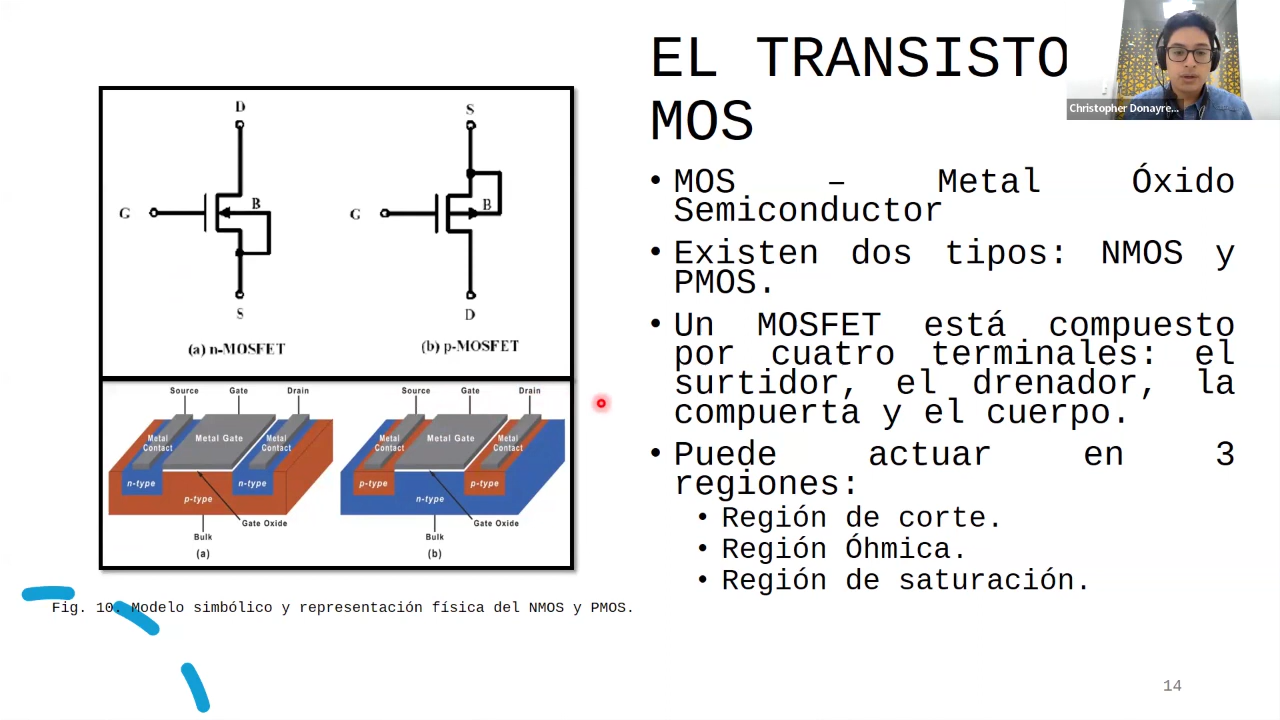 EL TRANSISTO
MOS
Christopher Donayre...
• MOS – Metal Óxido
Semiconductor
• Existen dos tipos: NMOS y
PMOS.
• Un MOSFET está compuesto
por cuatro terminales: el
surtidor, el drenador, la
compuerta y el cuerpo.
• Puede actuar en 3
regiones:
• Región de corte.
• Región Óhmica.
• Región de saturación.
D
G
B
S
(a) n-MOSFET
S
G
B
D
(b) p-MOSFET
Source Gate Drain
Metal Contact
Metal Gate
Metal Contact
n-type
n-type
p-type
Gate Oxide
Bulk
(a)
Source Gate Drain
Metal Contact
Metal Gate
Metal Contact
p-type
p-type
n-type
Gate Oxide
Bulk
(b)
Fig. 10. Modelo simbólico y representación física del NMOS y PMOS.
14